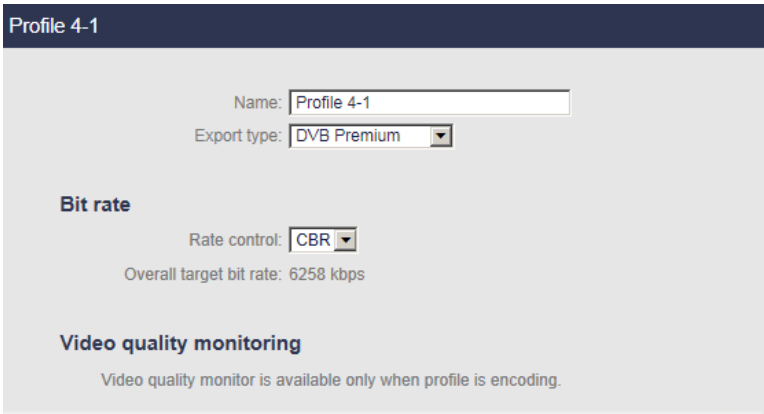 Profile 4-1
Name: Profile 4-1
Export type: DVB Premium
Bit rate
Rate control: CBR
Overall target bit rate: 6258 kbps
Video quality monitoring
Video quality monitor is available only when profile is encoding.